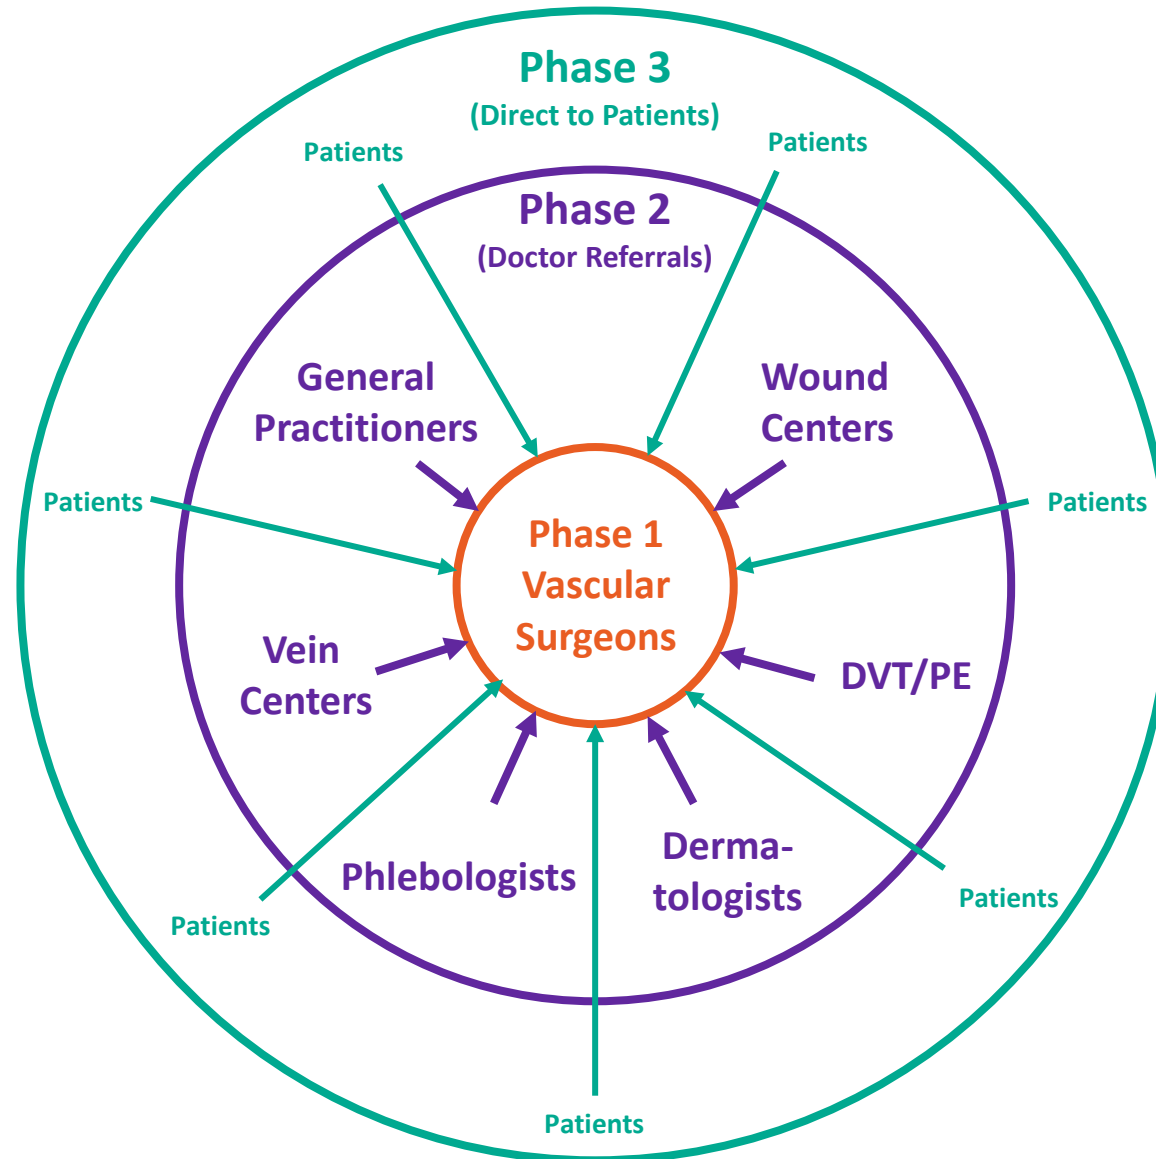 Phase 3
(Direct to Patients)
Patients
Patients
Phase 2
(Doctor Referrals)
General
Practitioners
Wound
Centers
Patients
Patients
Phase 1
Vascular
Surgeons
Vein
Centers
DVT/PE
Phlebologists
Derma-
tologists
Patients
Patients
Patients